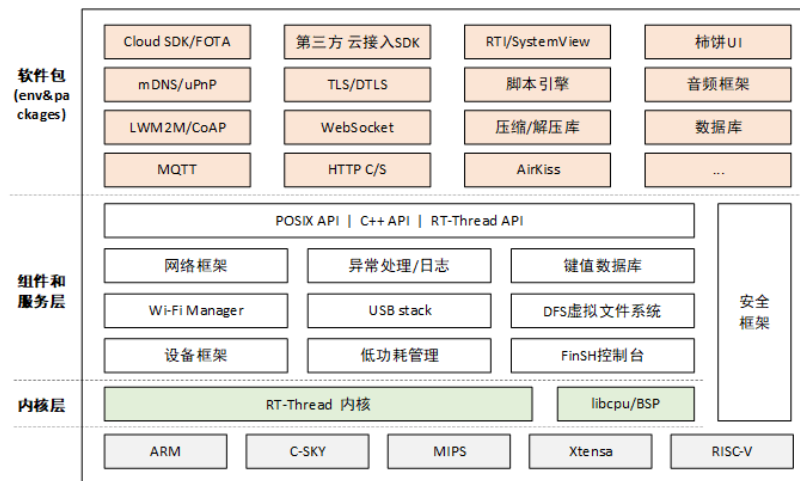 Cloud SDK/FOTA
第三方 云接入SDK
RTI/SystemView
柿饼UI
软件包
(env&pa
ckages)
mDNS/uPnP
TLS/DTLS
脚本引擎
音频框架
LWM2M/CoAP
WebSocket
压缩/解压库
数据库
MQTT
HTTP C/S
AirKiss
...
组件和
服务层
POSIX API | C++ API | RT-Thread API
网络框架
异常处理/日志
键值数据库
Wi-Fi Manager
USB stack
DFS虚拟文件系统
设备框架
低功耗管理
FinSH控制台
安全
框架
内核层
RT-Thread 内核
libcpu/BSP
ARM
C-SKY
MIPS
Xtensa
RISC-V